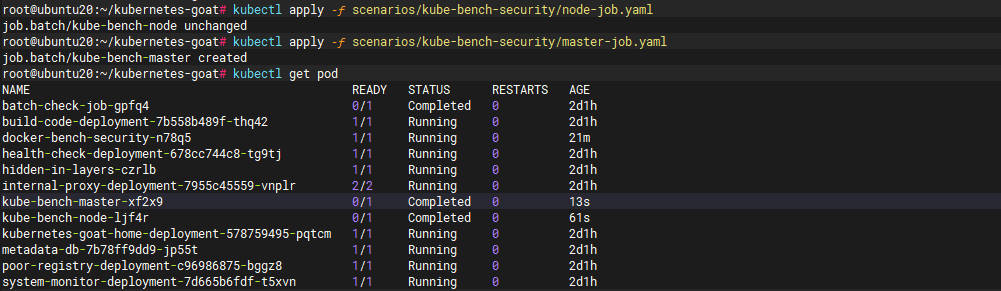 root@ubuntu20:~/kubernetes-goat# kubectl apply -f scenarios/kube-bench-security/node-job.yaml
job.batch/kube-bench-node unchanged
root@ubuntu20:~/kubernetes-goat# kubectl apply -f scenarios/kube-bench-security/master-job.yaml
job.batch/kube-bench-master created
root@ubuntu20:~/kubernetes-goat# kubectl get pod
NAME READY STATUS RESTARTS AGE
batch-check-job-gpfq4 0/1 Completed 0 2d1h
build-code-deployment-7b558b489f-thq42 1/1 Running 0 2d1h
docker-bench-security-n78q5 1/1 Running 0 21m
health-check-deployment-678cc744c8-tg9tj 1/1 Running 0 2d1h
hidden-in-layers-czrlb 1/1 Running 0 2d1h
internal-proxy-deployment-7955c45559-vnplr 2/2 Running 0 2d1h
kube-bench-master-xf2x9 0/1 Completed 0 13s
kube-bench-node-ljf4r 0/1 Completed 0 61s
kubernetes-goat-home-deployment-578759495-pqtcm 1/1 Running 0 2d1h
metadata-db-7b78ff9dd9-jp55t 1/1 Running 0 2d1h
poor-registry-deployment-c96986875-bggz8 1/1 Running 0 2d1h
system-monitor-deployment-7d665b6fdf-t5xvn 1/1 Running 0 2d1h